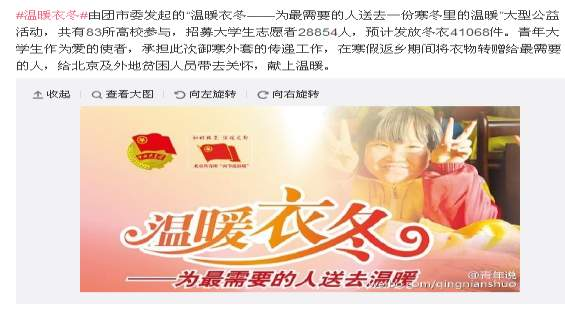 #温暖衣冬#由团市委发起的“温暖衣冬——为最需要的人送去一份寒冬里的温暖”大型公益
活动，共有83所高校参与，招募大学生志愿者28854人，预计发放冬衣41068件。青年大
学生作为爱的使者，承担此次御寒外套的传递工作，在寒假返乡期间将衣物转赠给最需要
的人，给北京及外地贫困人员带去关怀，献上温暖。
收起 查看大图 向左旋转 向右旋转
温暖衣冬
——为最需要的人送去温暖
@青年说
weibo.com/qingnianshuo